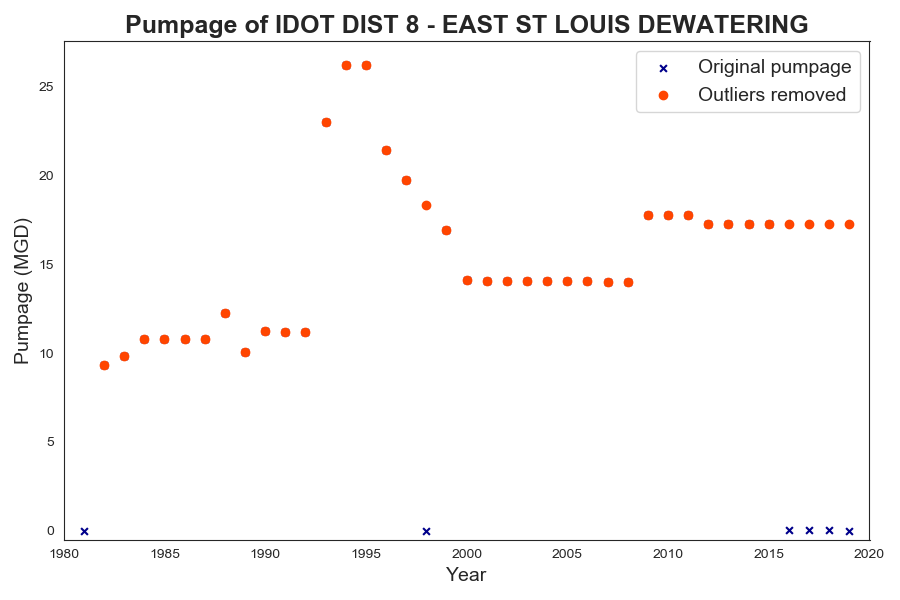 Pumpage of IDOT DIST 8 - EAST ST LOUIS DEWATERING
Original pumpage
Outliers removed
Pumpage (MGD)
25
20
15
10
5
0
1980 1985 1990 1995 2000 2005 2010 2015 2020
Year